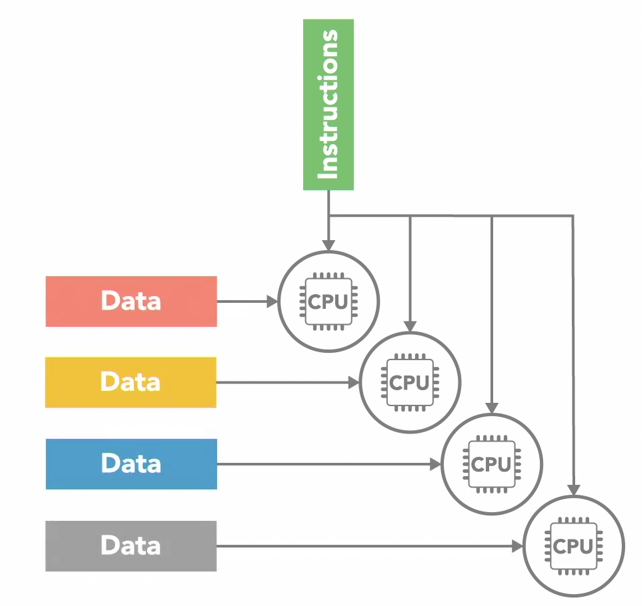 Instructions
Data
CPU
Data
CPU
Data
CPU
Data
CPU